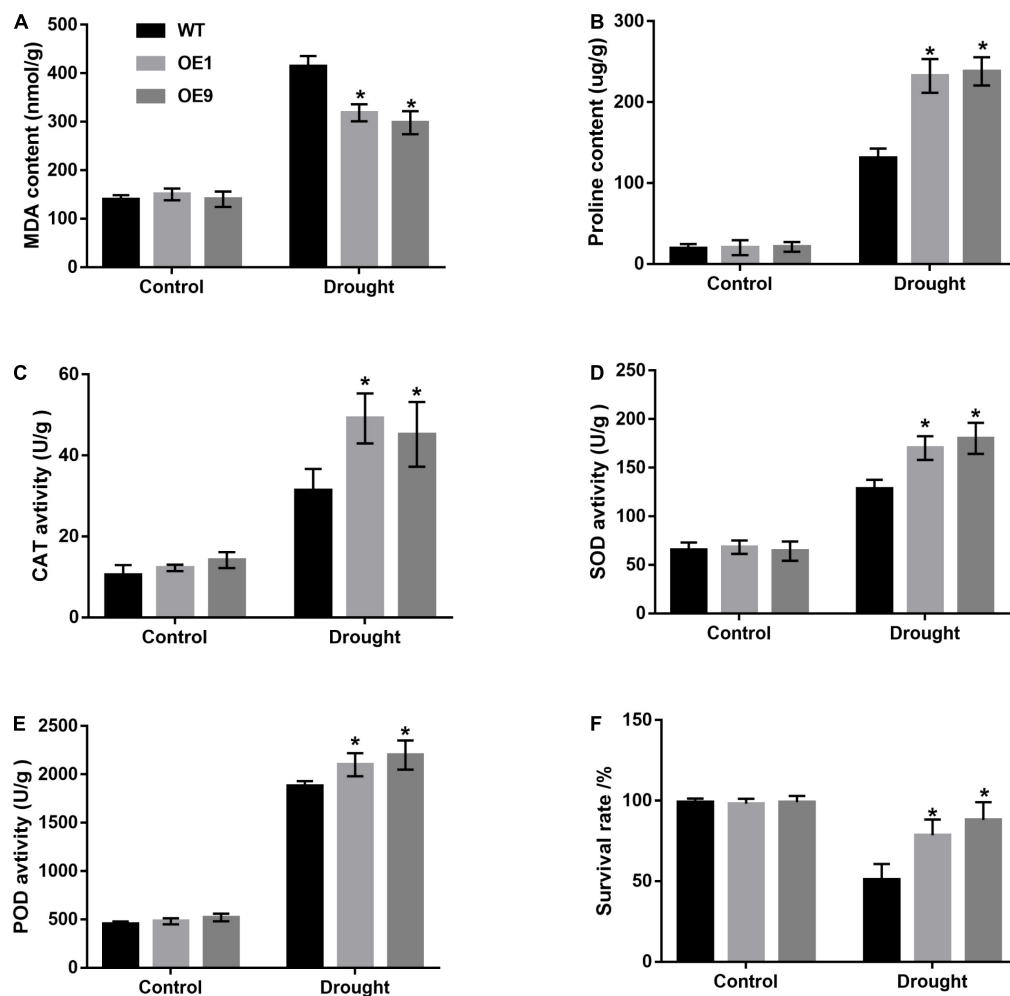 A
MDA content (nmol/g)
500
400
300
200
100
0
WT
OE1
OE9
*
*
Control
Drought
B
Proline content (ug/g)
300
200
100
0
*
*
Control
Drought
C
CAT avtivity (U/g )
60
40
20
0
*
*
Control
Drought
D
SOD avtivity (U/g )
250
200
150
100
50
0
*
*
Control
Drought
E
POD avtivity (U/g )
2500
2000
1500
1000
500
0
*
*
Control
Drought
F
Survival rate /%
150
100
50
0
*
*
Control
Drought